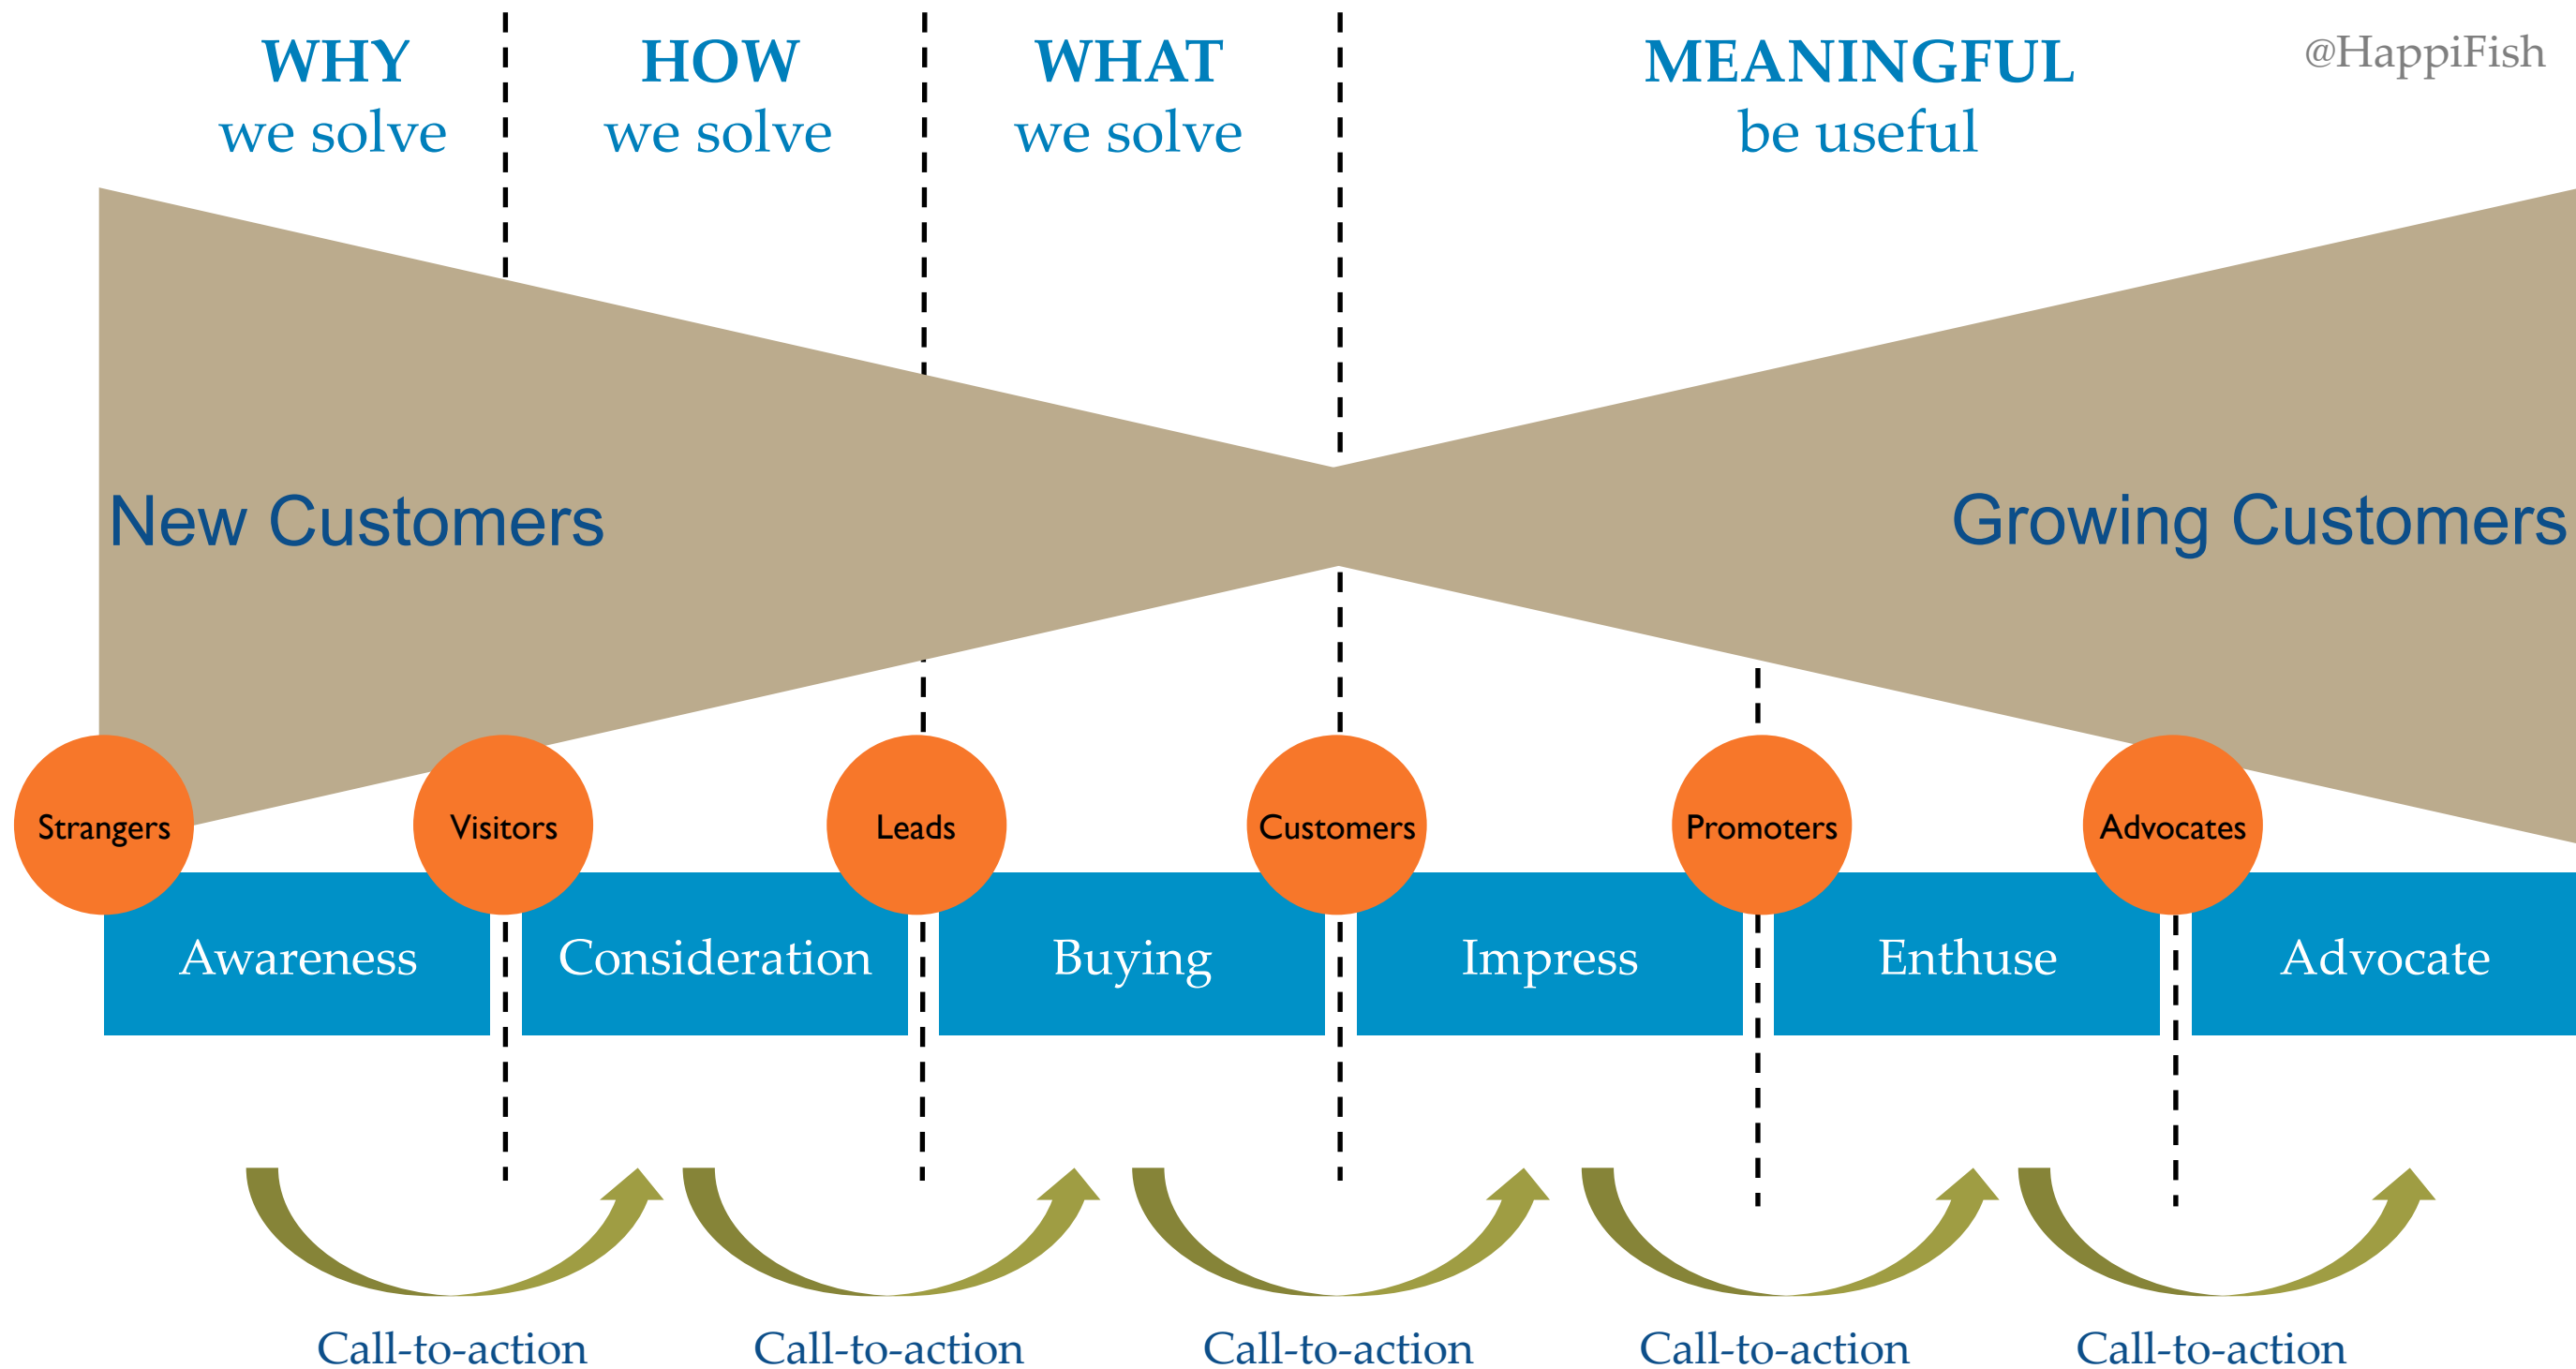 WHY
we solve
HOW
we solve
WHAT
we solve
MEANINGFUL
be useful
@HappiFish
New Customers
Growing Customers
Strangers
Visitors
Leads
Customers
Promoters
Advocates
Awareness
Consideration
Buying
Impress
Enthuse
Advocate
Call-to-action
Call-to-action
Call-to-action
Call-to-action
Call-to-action